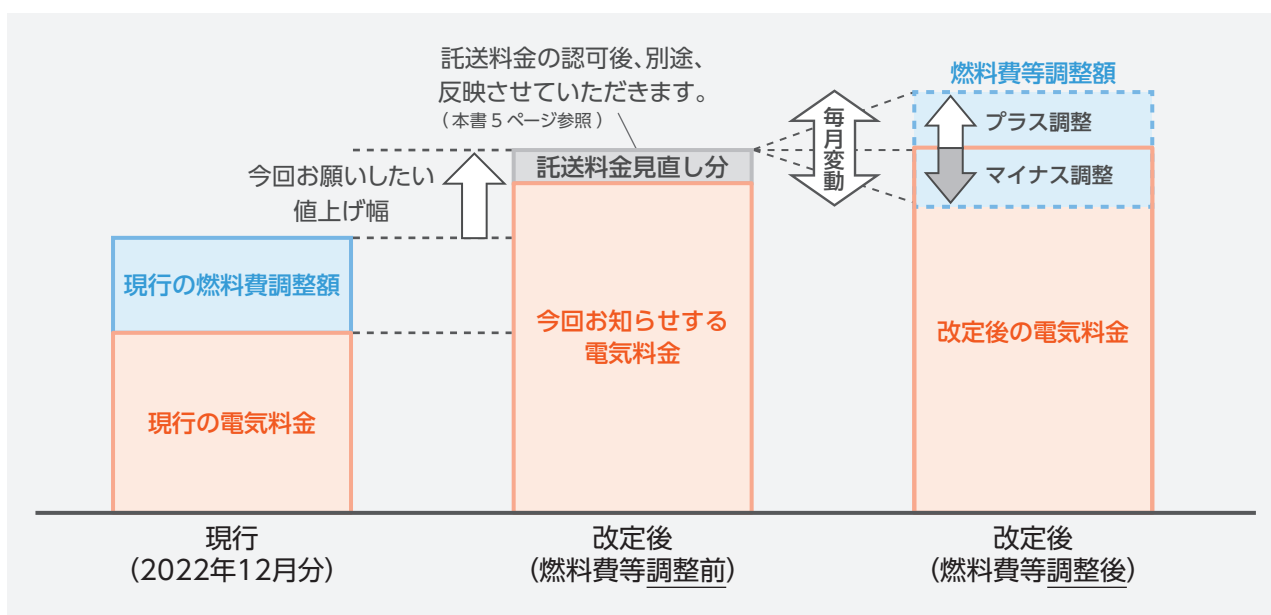 託送料金の認可後、別途、
反映させていただきます。
（本書5ページ参照）
燃料費等調整額
プラス調整
マイナス調整
毎月変動
託送料金見直し分
今回お願いしたい
値上げ幅
現行の燃料費調整額
今回お知らせする
電気料金
改定後の電気料金
現行の電気料金
現行
（2022年12月分）
改定後
（燃料費等調整前）
改定後
（燃料費等調整後）